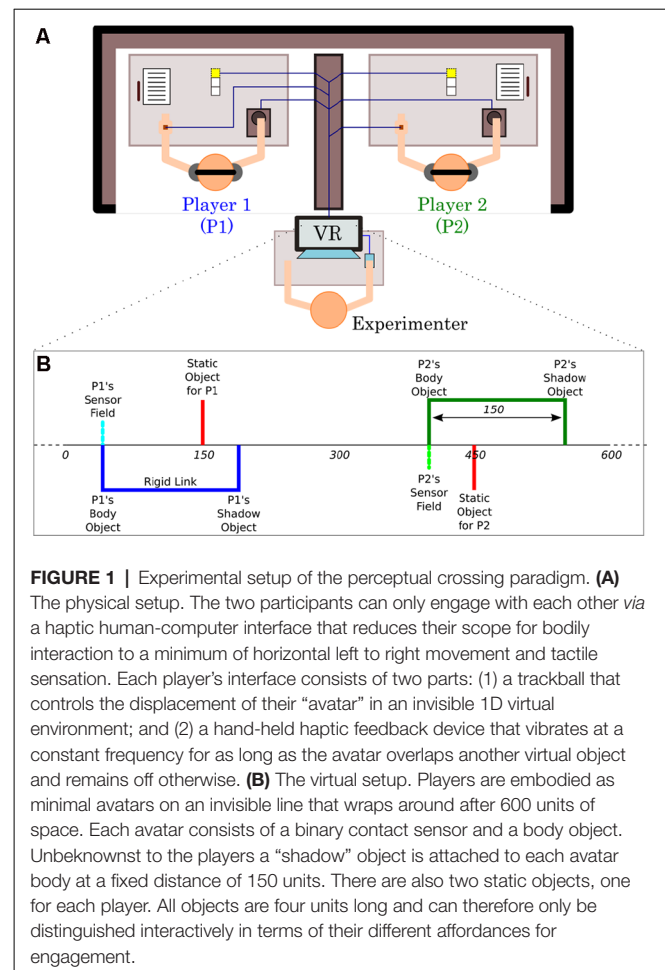 A
Player 1
(P1)
Player 2
(P2)
VR
Experimenter
B
P1's
Sensor
Field
Static
Object
for P1
P2's
Body
Object
P2's
Shadow
Object
150
0
150
300
450
600
Rigid Link
P1's
Body
Object
P1's
Shadow
Object
P2's
Sensor
Field
Static
Object
for P2
FIGURE 1 | Experimental setup of the perceptual crossing paradigm. (A)
The physical setup. The two participants can only engage with each other via
a haptic human-computer interface that reduces their scope for bodily
interaction to a minimum of horizontal left to right movement and tactile
sensation. Each player's interface consists of two parts: (1) a trackball that
controls the displacement of their “avatar” in an invisible 1D virtual
environment; and (2) a hand-held haptic feedback device that vibrates at a
constant frequency for as long as the avatar overlaps another virtual object
and remains off otherwise. (B) The virtual setup. Players are embodied as
minimal avatars on an invisible line that wraps around after 600 units of
space. Each avatar consists of a binary contact sensor and a body object.
Unbeknownst to the players a “shadow” object is attached to each avatar
body at a fixed distance of 150 units. There are also two static objects, one
for each player. All objects are four units long and can therefore only be
distinguished interactively in terms of their different affordances for
engagement.